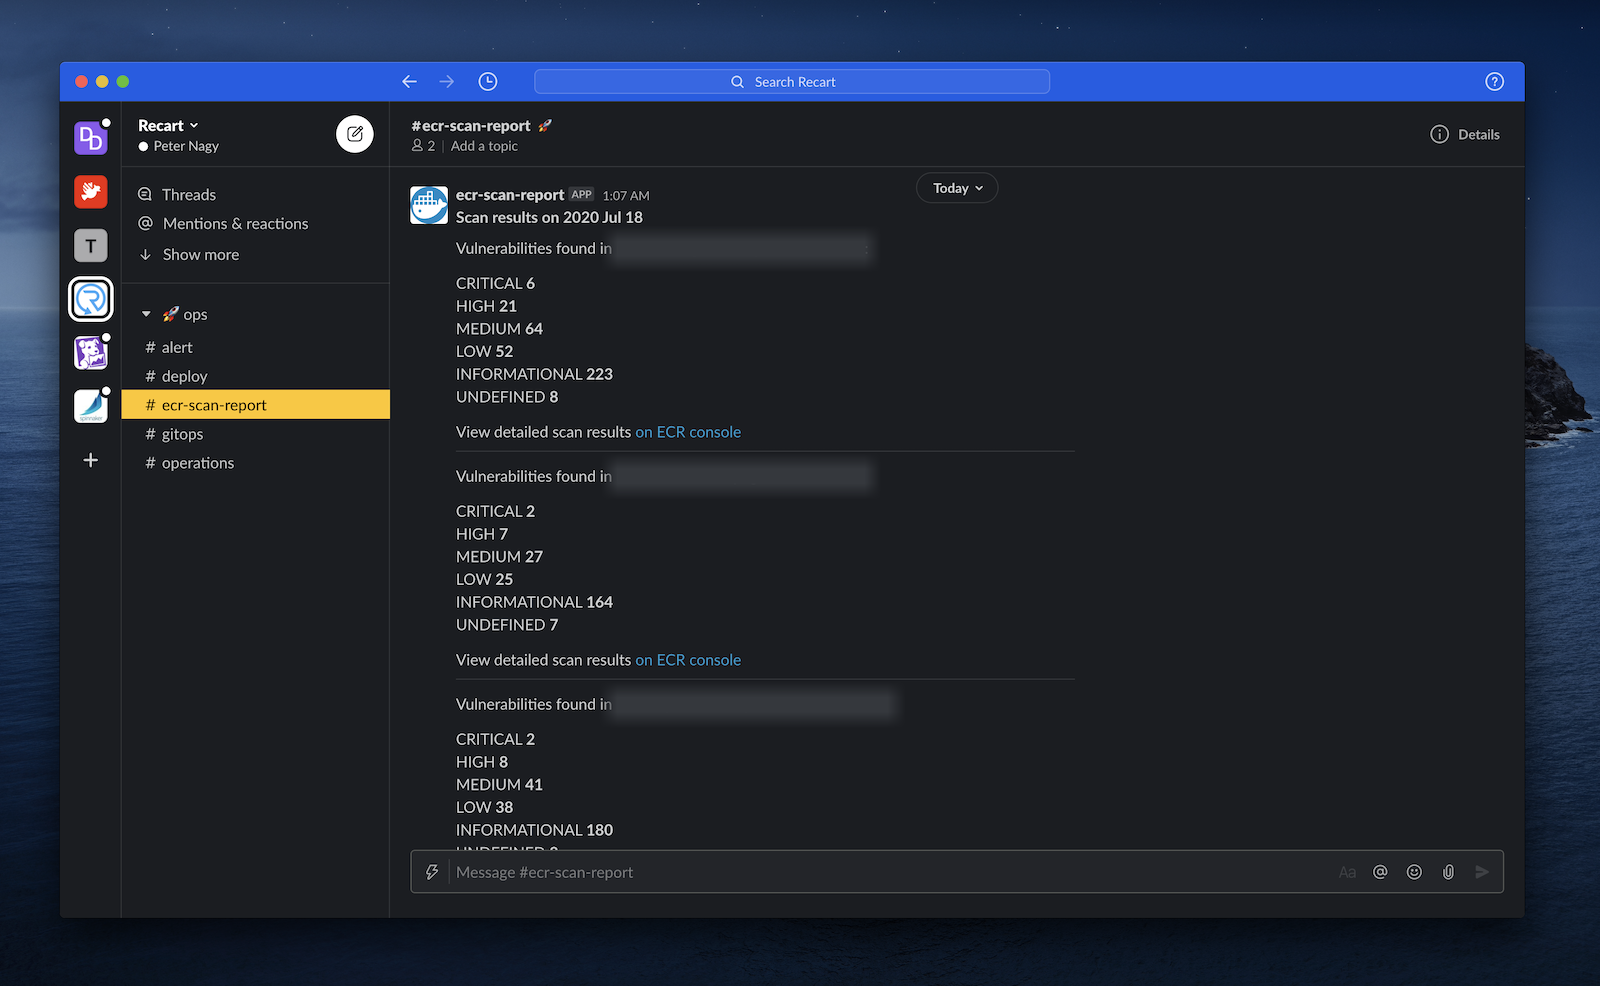 Search Recart
Recart
Peter Nagy
Threads
Mentions & reactions
Show more
ops
# alert
# deploy
# ecr-scan-report
# gitops
# operations
T
#ecr-scan-report
2 | Add a topic
Details
Today
ecr-scan-report APP 1:07 AM
Scan results on 2020 Jul 18
Vulnerabilities found in
CRITICAL 6
HIGH 21
MEDIUM 64
LOW 52
INFORMATIONAL 223
UNDEFINED 8
View detailed scan results on ECR console
Vulnerabilities found in
CRITICAL 2
HIGH 7
MEDIUM 27
LOW 25
INFORMATIONAL 164
UNDEFINED 7
View detailed scan results on ECR console
Vulnerabilities found in
CRITICAL 2
HIGH 8
MEDIUM 41
LOW 38
INFORMATIONAL 180
UNDEFINED
Message #ecr-scan-report
Aa